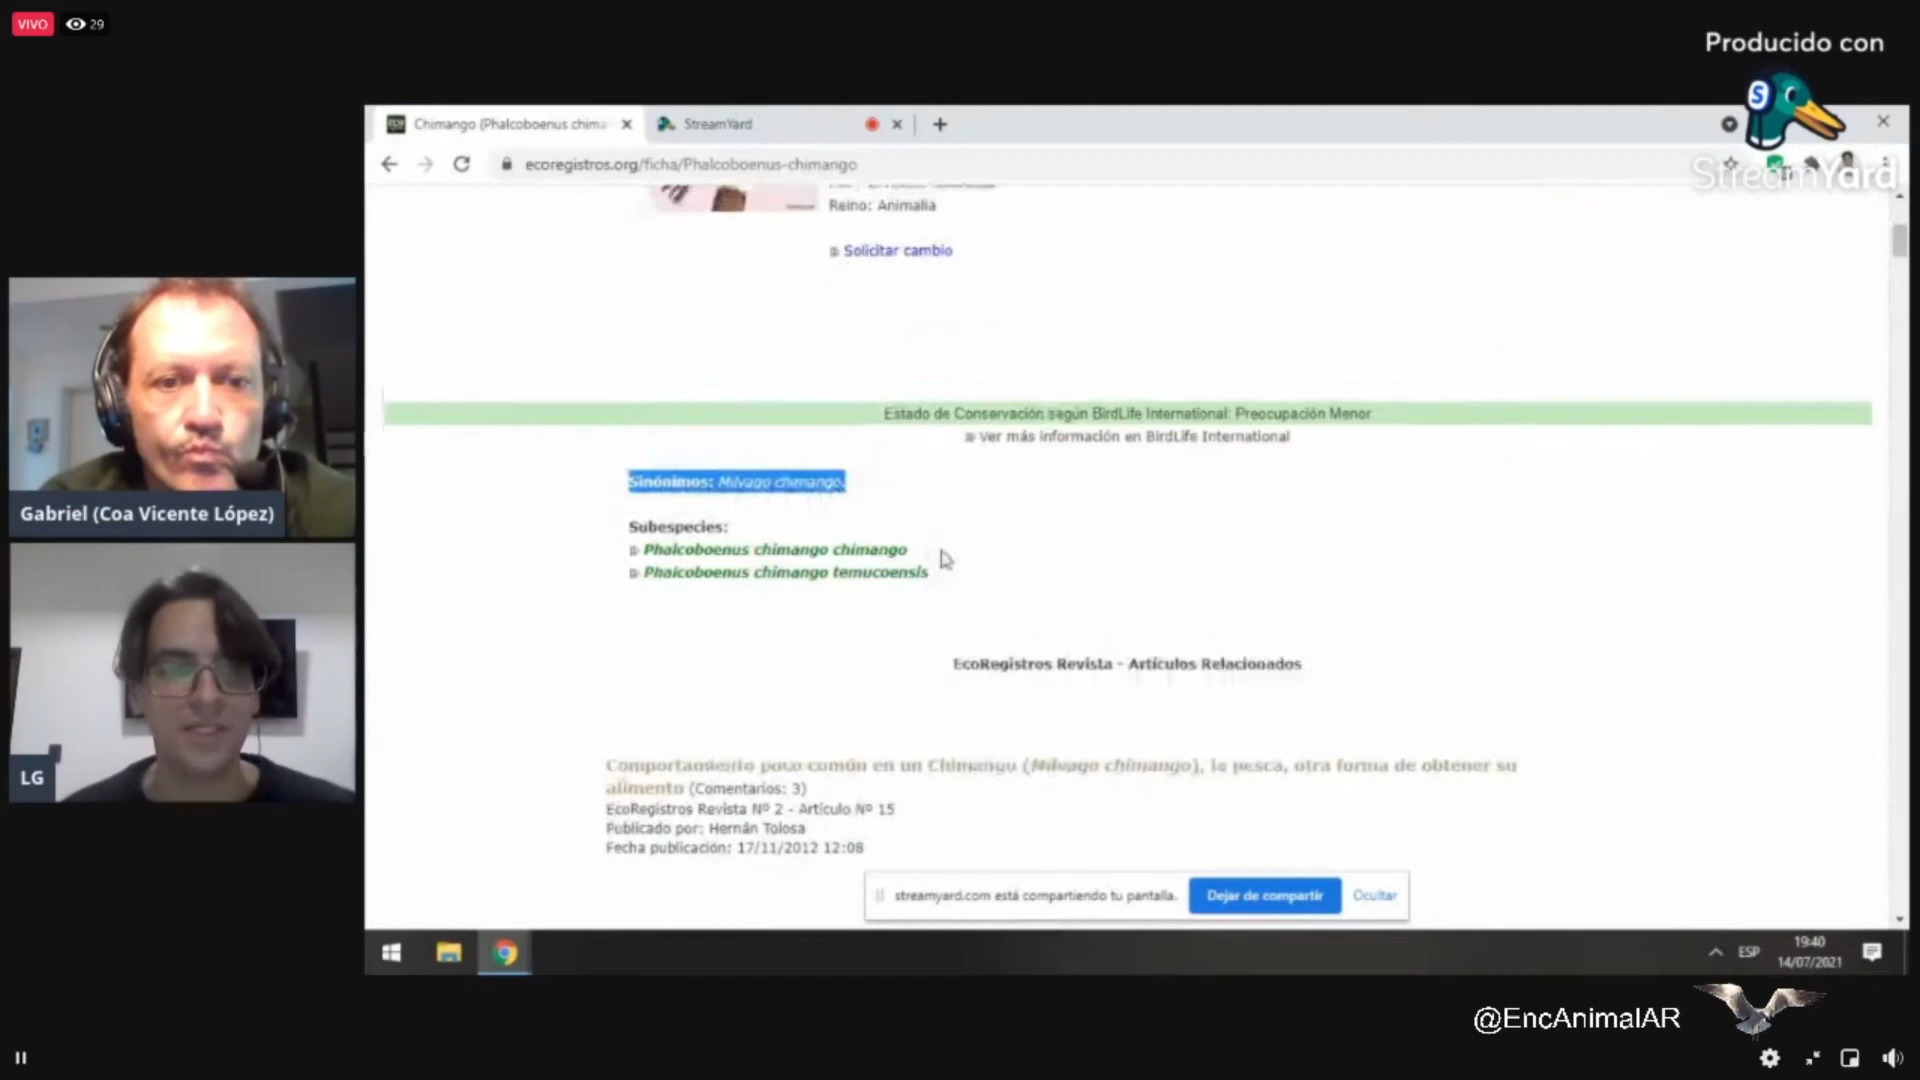 VIVO 29
Producido con
StreamYard
Chimango (Phalcoboenus chima
StreamYard
ecoregistros.org/ficha/Phalcoboenus-chimango
Reino: Animalia
Solicitar cambio
Estado de Conservación según BirdLife International: Preocupación Menor
Ver más información en BirdLife International
Sinónimos: Milvago chimango.
Subespecies:
Phalcoboenus chimango chimango
Phalcoboenus chimango temucoensis
EcoRegistros Revista - Artículos Relacionados
Comportamiento poco común en un Chimango (Milvago chimango), la pesca, otra forma de obtener su
alimento (Comentarios: 3)
EcoRegistros Revista Nº 2 - Artículo Nº 15
Publicado por: Hernán Tolosa
Fecha publicación: 17/11/2012 12:08
streamyard.com está compartiendo tu pantalla. Dejar de compartir Ocultar
ESP
19:40
14/07/2021
Gabriel (Coa Vicente López)
LG
@EncAnimalAR